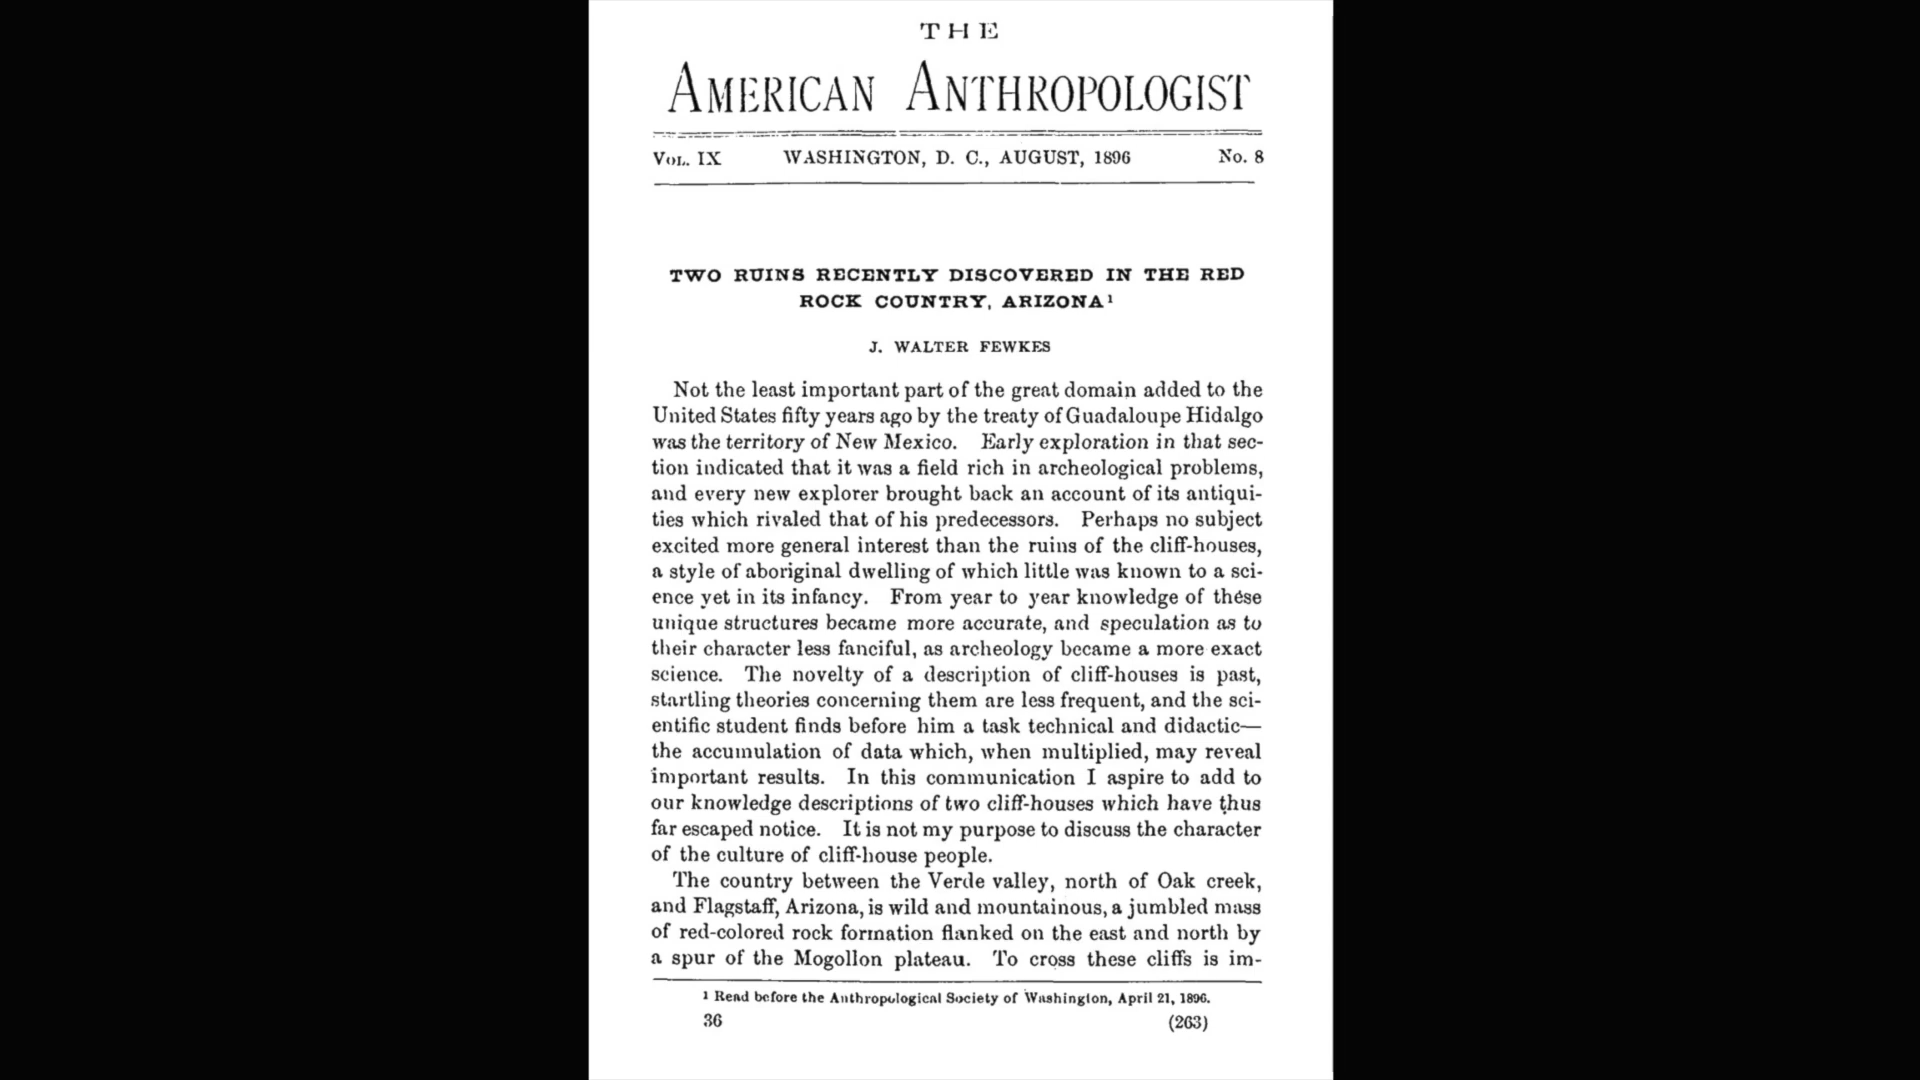 THE
AMERICAN ANTHROPOLOGIST
VOL. IX WASHINGTON, D. C., AUGUST, 1896 No. 8
TWO RUINS RECENTLY DISCOVERED IN THE RED
ROCK COUNTRY, ARIZONA¹
J. WALTER FEWKES
Not the least important part of the great domain added to the
United States fifty years ago by the treaty of Guadaloupe Hidalgo
was the territory of New Mexico. Early exploration in that sec-
tion indicated that it was a field rich in archeological problems,
and every new explorer brought back an account of its antiqui-
ties which rivaled that of his predecessors. Perhaps no subject
excited more general interest than the ruins of the cliff-houses,
a style of aboriginal dwelling of which little was known to a sci-
ence yet in its infancy. From year to year knowledge of these
unique structures became more accurate, and speculation as to
their character less fanciful, as archeology became a more exact
science. The novelty of a description of cliff-houses is past,
startling theories concerning them are less frequent, and the sci-
entific student finds before him a task technical and didactic—
the accumulation of data which, when multiplied, may reveal
important results. In this communication I aspire to add to
our knowledge descriptions of two cliff-houses which have thus
far escaped notice. It is not my purpose to discuss the character
of the culture of cliff-house people.
The country between the Verde valley, north of Oak creek,
and Flagstaff, Arizona, is wild and mountainous, a jumbled mass
of red-colored rock formation flanked on the east and north by
a spur of the Mogollon plateau. To cross these cliffs is im-
¹ Read before the Anthropological Society of Washington, April 21, 1896.
36 (263)